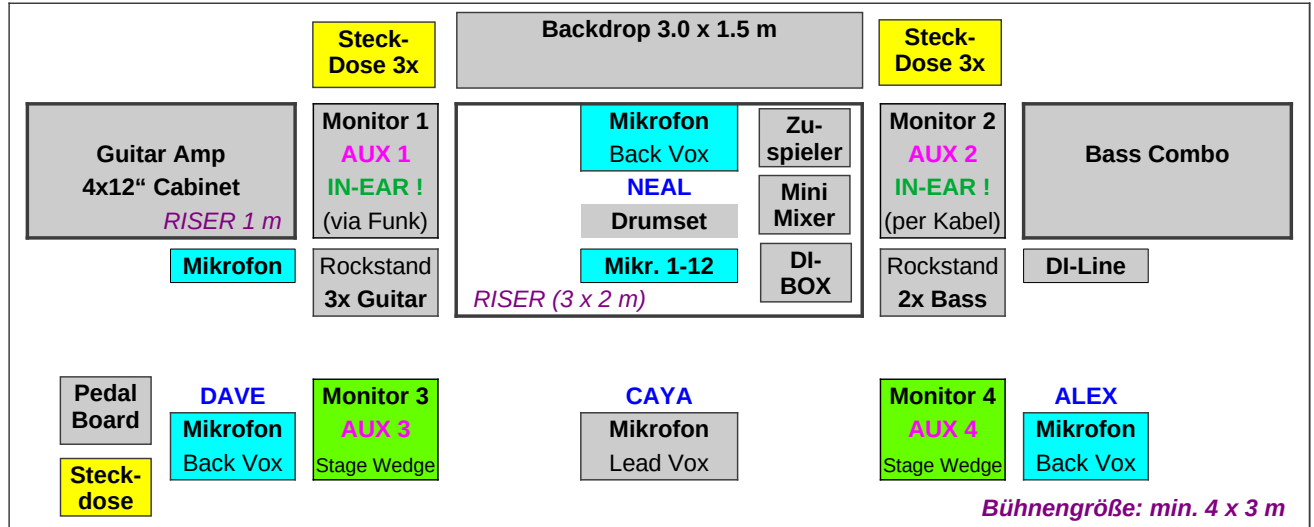 Steck-
Dose 3x
Backdrop 3.0 x 1.5 m
Steck-
Dose 3x
Guitar Amp
4x12“ Cabinet
RISER 1 m
Monitor 1
AUX 1
IN-EAR !
(via Funk)
Mikrofon
Back Vox
NEAL
Drumset
Mikr. 1-12
RISER (3 x 2 m)
Zu-
spieler
Mini
Mixer
DI-
BOX
Monitor 2
AUX 2
IN-EAR !
(per Kabel)
Bass Combo
Mikrofon
Rockstand
3x Guitar
Rockstand
2x Bass
DI-Line
Pedal
Board
Steck-
dose
DAVE
Mikrofon
Back Vox
Monitor 3
AUX 3
Stage Wedge
CAYA
Mikrofon
Lead Vox
Monitor 4
AUX 4
Stage Wedge
ALEX
Mikrofon
Back Vox
Bühnengröße: min. 4 x 3 m